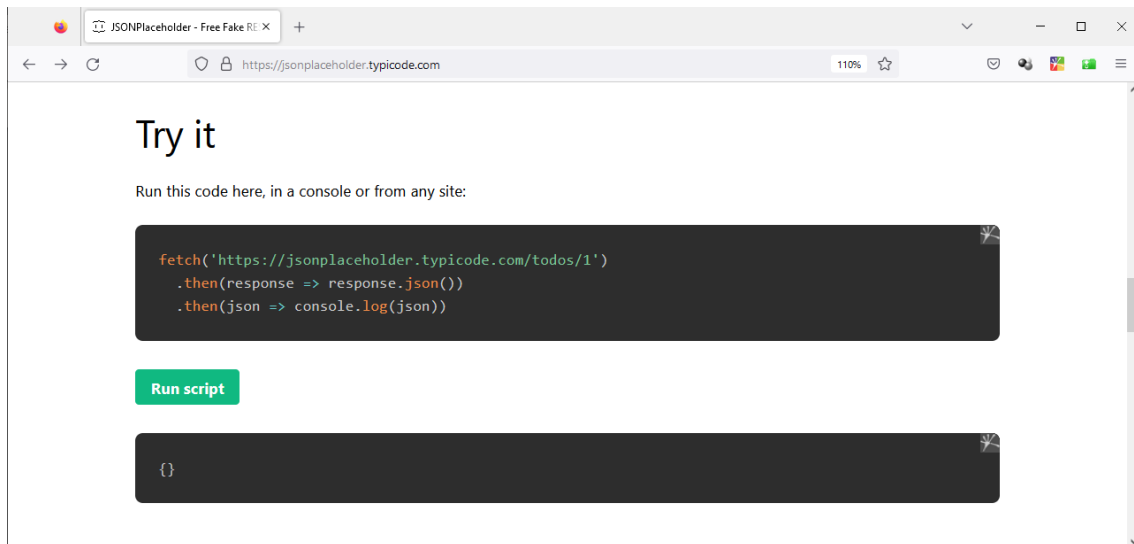 JSONPlaceholder - Free Fake RE
https://jsonplaceholder.typicode.com
110%
Try it
Run this code here, in a console or from any site:
fetch('https://jsonplaceholder.typicode.com/todos/1')
.then(response => response.json())
.then(json => console.log(json))
Run script
{}